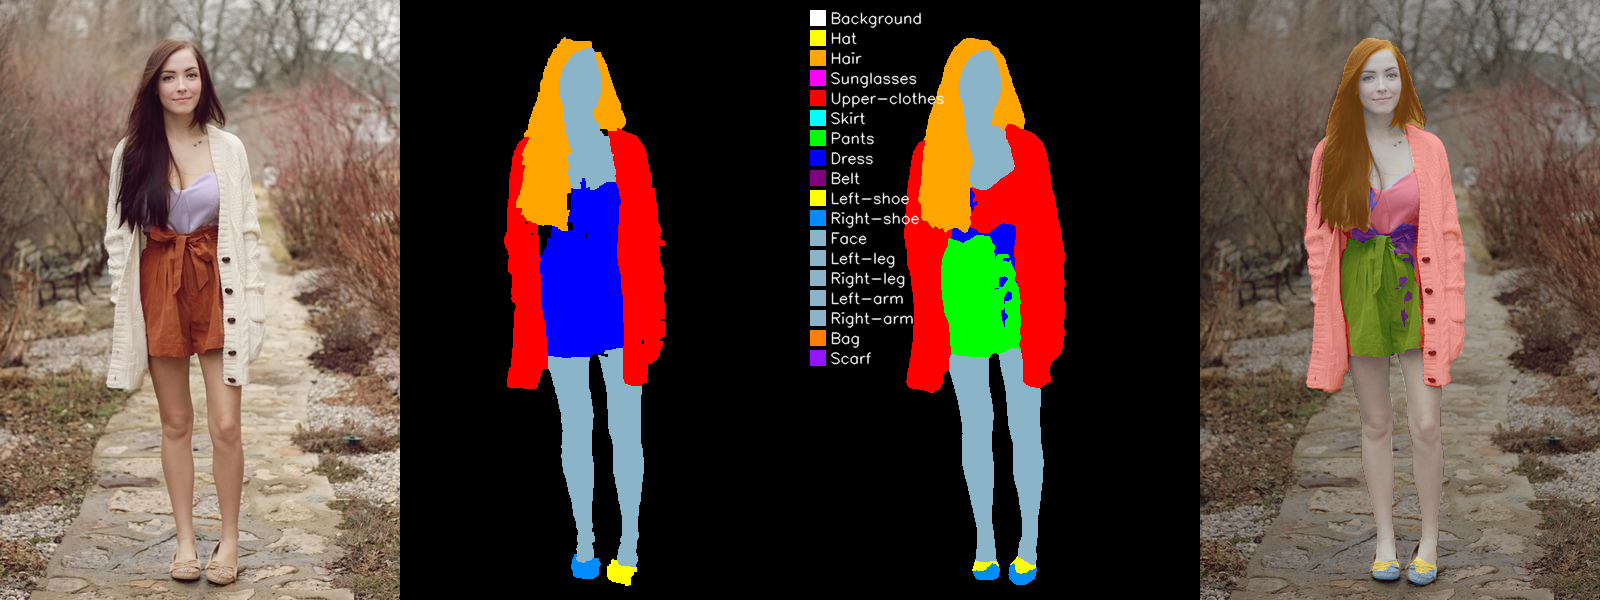 Background
Hat
Hair
Sunglasses
Upper-clothes
Skirt
Pants
Dress
Belt
Left-shoe
Right-shoe
Face
Left-leg
Right-leg
Left-arm
Right-arm
Bag
Scarf